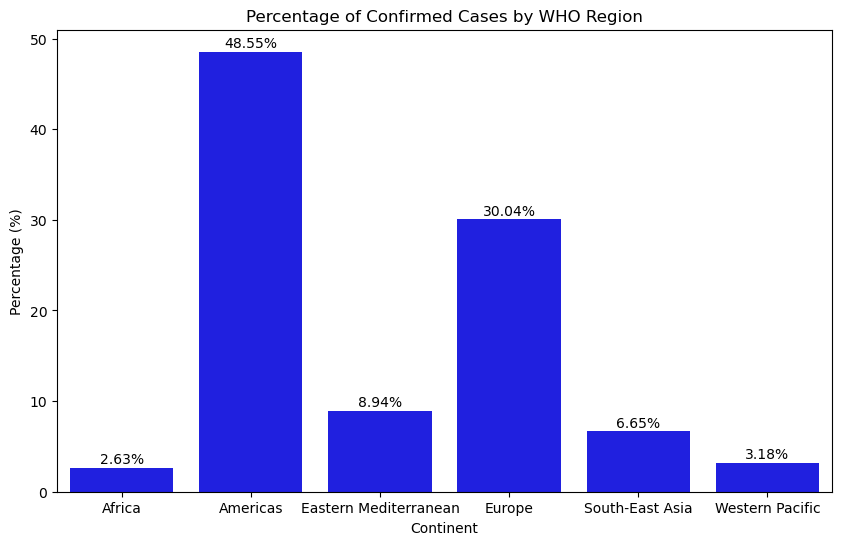 Percentage of Confirmed Cases by WHO Region
Percentage (%)
50
40
30
20
10
0
2.63%
48.55%
8.94%
30.04%
6.65%
3.18%
Africa
Americas
Eastern Mediterranean
Europe
South-East Asia
Western Pacific
Continent